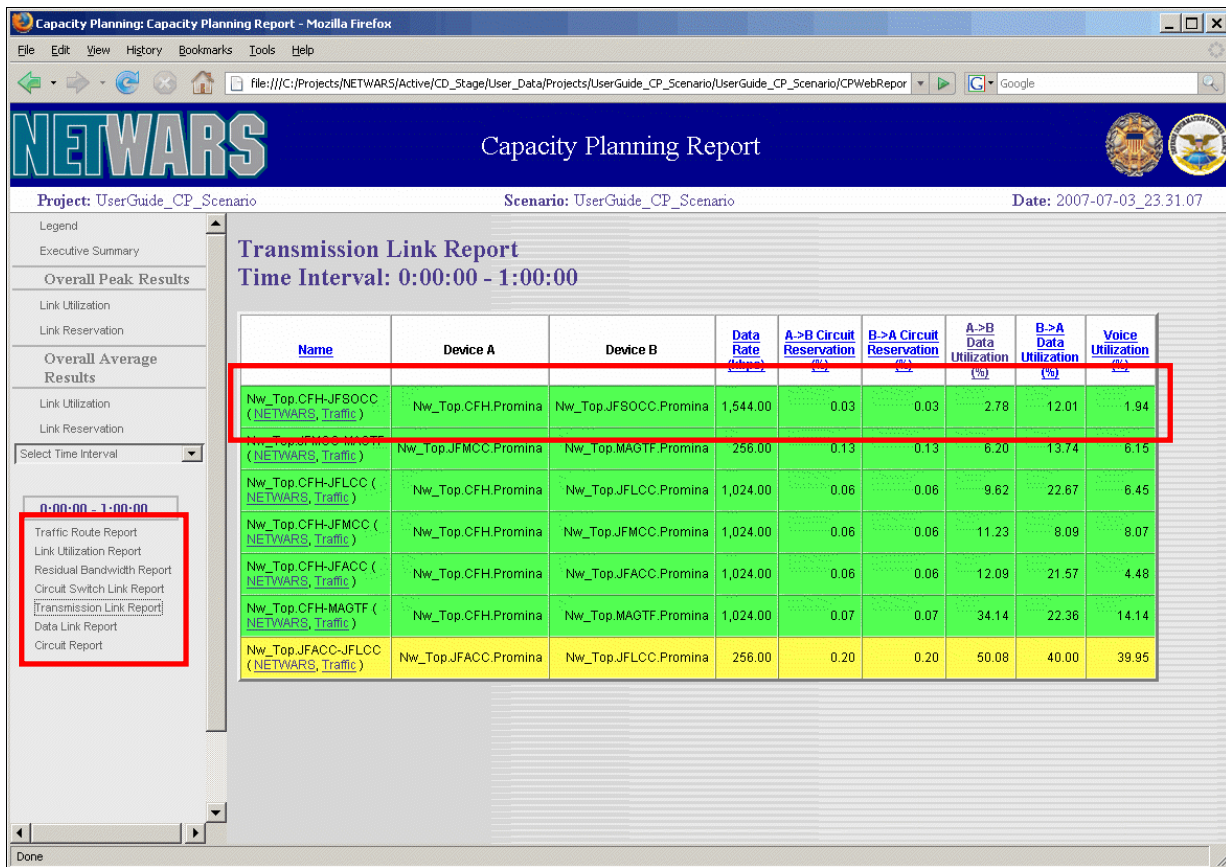 Capacity Planning: Capacity Planning Report - Mozilla Firefox
File Edit View History Bookmarks Tools Help
file:///C:/Projects/NETWARS/Active/CD_Stage/User_Data/Projects/UserGuide_CP_Scenario/UserGuide_CP_Scenario/CPWebRepor
G Google
NETWARS
Capacity Planning Report
Project: UserGuide_CP_Scenario
Scenario: UserGuide_CP_Scenario
Date: 2007-07-03_23.31.07
Legend
Executive Summary
Overall Peak Results
Link Utilization
Link Reservation
Overall Average
Results
Link Utilization
Link Reservation
Select Time Interval
0:00:00 - 1:00:00
Traffic Route Report
Link Utilization Report
Residual Bandwidth Report
Circuit Switch Link Report
Transmission Link Report
Data Link Report
Circuit Report
Transmission Link Report
Time Interval: 0:00:00 - 1:00:00
Name
Device A
Device B
Data
Rate
(kbps)
A->B Circuit
Reservation
(%)
B->A Circuit
Reservation
(%)
A->B
Data
Utilization
(%)
B->A
Data
Utilization
(%)
Voice
Utilization
(%)
Nw_Top.CFH-JFSOCC
( NETWARS, Traffic ) Nw_Top.CFH.Promina Nw_Top.JFSOCC.Promina 1,544.00 0.03 0.03 2.78 12.01 1.94
Nw_Top.JFMCC-MAGTF
( NETWARS, Traffic ) Nw_Top.JFMCC.Promina Nw_Top.MAGTF.Promina 256.00 0.13 0.13 6.20 13.74 6.15
Nw_Top.CFH-JFLCC (
NETWARS, Traffic ) Nw_Top.CFH.Promina Nw_Top.JFLCC.Promina 1,024.00 0.06 0.06 9.62 22.67 6.45
Nw_Top.CFH-JFMCC (
NETWARS, Traffic ) Nw_Top.CFH.Promina Nw_Top.JFMCC.Promina 1,024.00 0.06 0.06 11.23 8.09 8.07
Nw_Top.CFH-JFACC (
NETWARS, Traffic ) Nw_Top.CFH.Promina Nw_Top.JFACC.Promina 1,024.00 0.06 0.06 12.09 21.57 4.48
Nw_Top.CFH-MAGTF (
NETWARS, Traffic ) Nw_Top.CFH.Promina Nw_Top.MAGTF.Promina 1,024.00 0.07 0.07 34.14 22.36 14.14
Nw_Top.JFACC-JFLCC
( NETWARS, Traffic ) Nw_Top.JFACC.Promina Nw_Top.JFLCC.Promina 256.00 0.20 0.20 50.08 40.00 39.95
Done